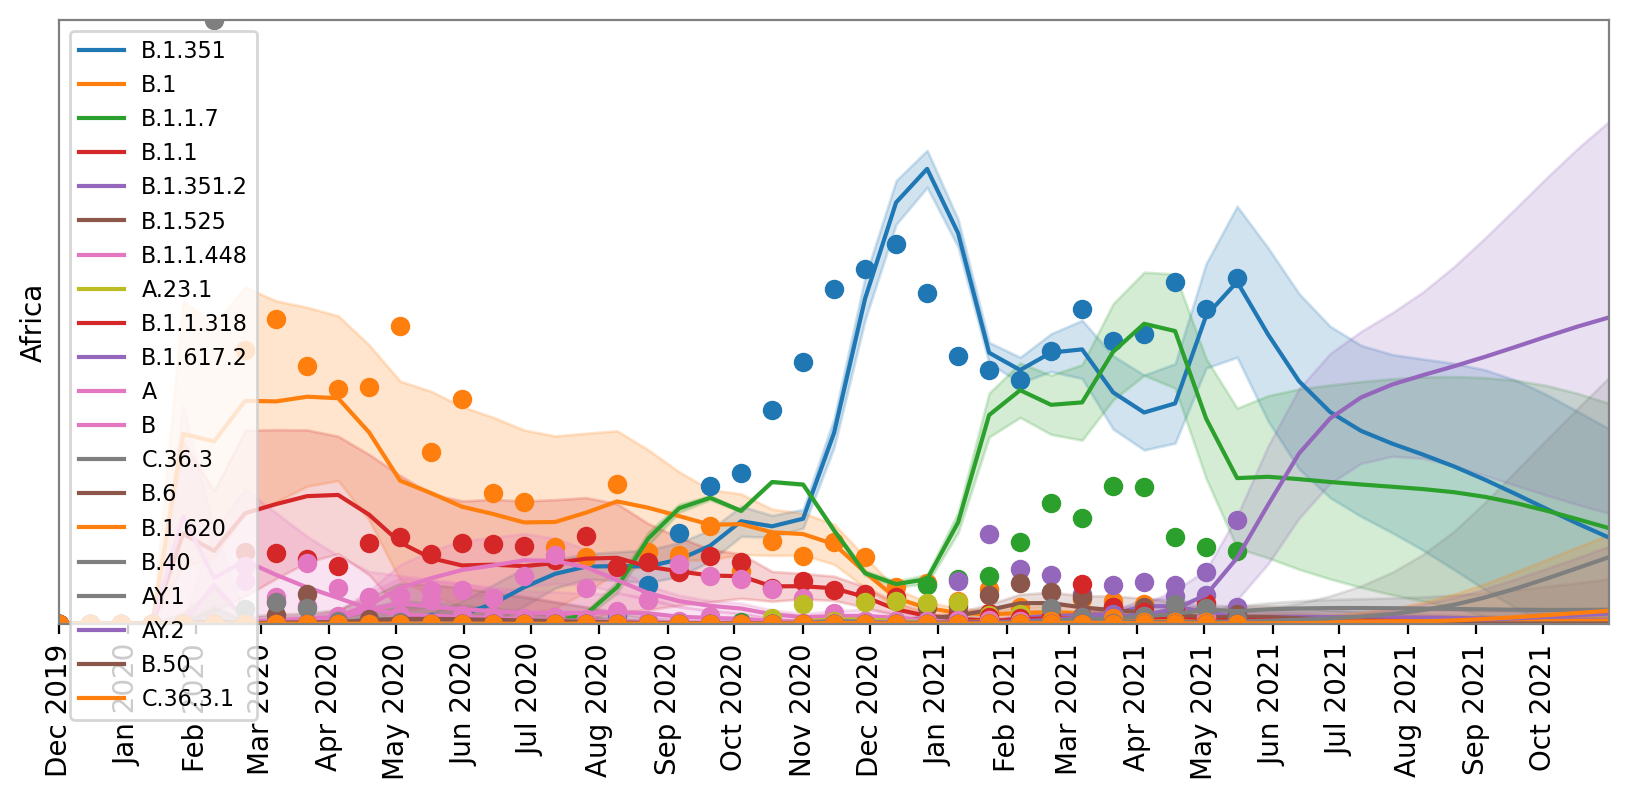 Africa
B.1.351
B.1
B.1.1.7
B.1.1
B.1.351.2
B.1.525
B.1.1.448
A.23.1
B.1.1.318
B.1.617.2
A
B
C.36.3
B.6
B.1.620
B.40
AY.1
AY.2
B.50
C.36.3.1
Dec 2019
Jan 2020
Feb 2020
Mar 2020
Apr 2020
May 2020
Jun 2020
Jul 2020
Aug 2020
Sep 2020
Oct 2020
Nov 2020
Dec 2020
Jan 2021
Feb 2021
Mar 2021
Apr 2021
May 2021
Jun 2021
Jul 2021
Aug 2021
Sep 2021
Oct 2021